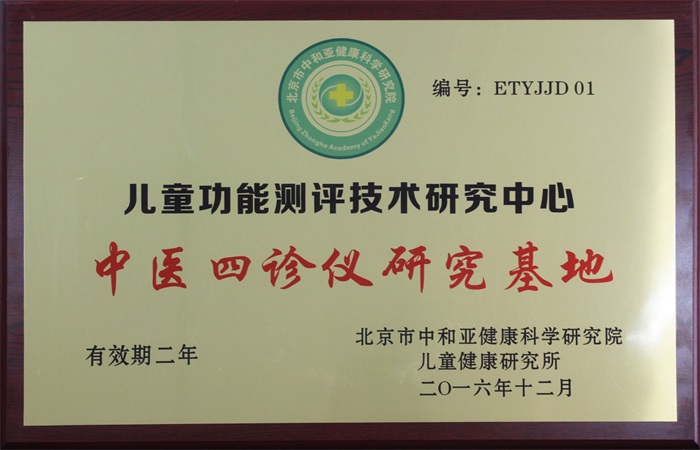 北京市中和亚健康科学研究院
Beijing Zhonghe Academy of YaJianKang
编号：ETYJJD 01
儿童功能测评技术研究中心
中医四诊仪研究基地
有效期二年
北京市中和亚健康科学研究院
儿童健康研究所
二〇一六年十二月